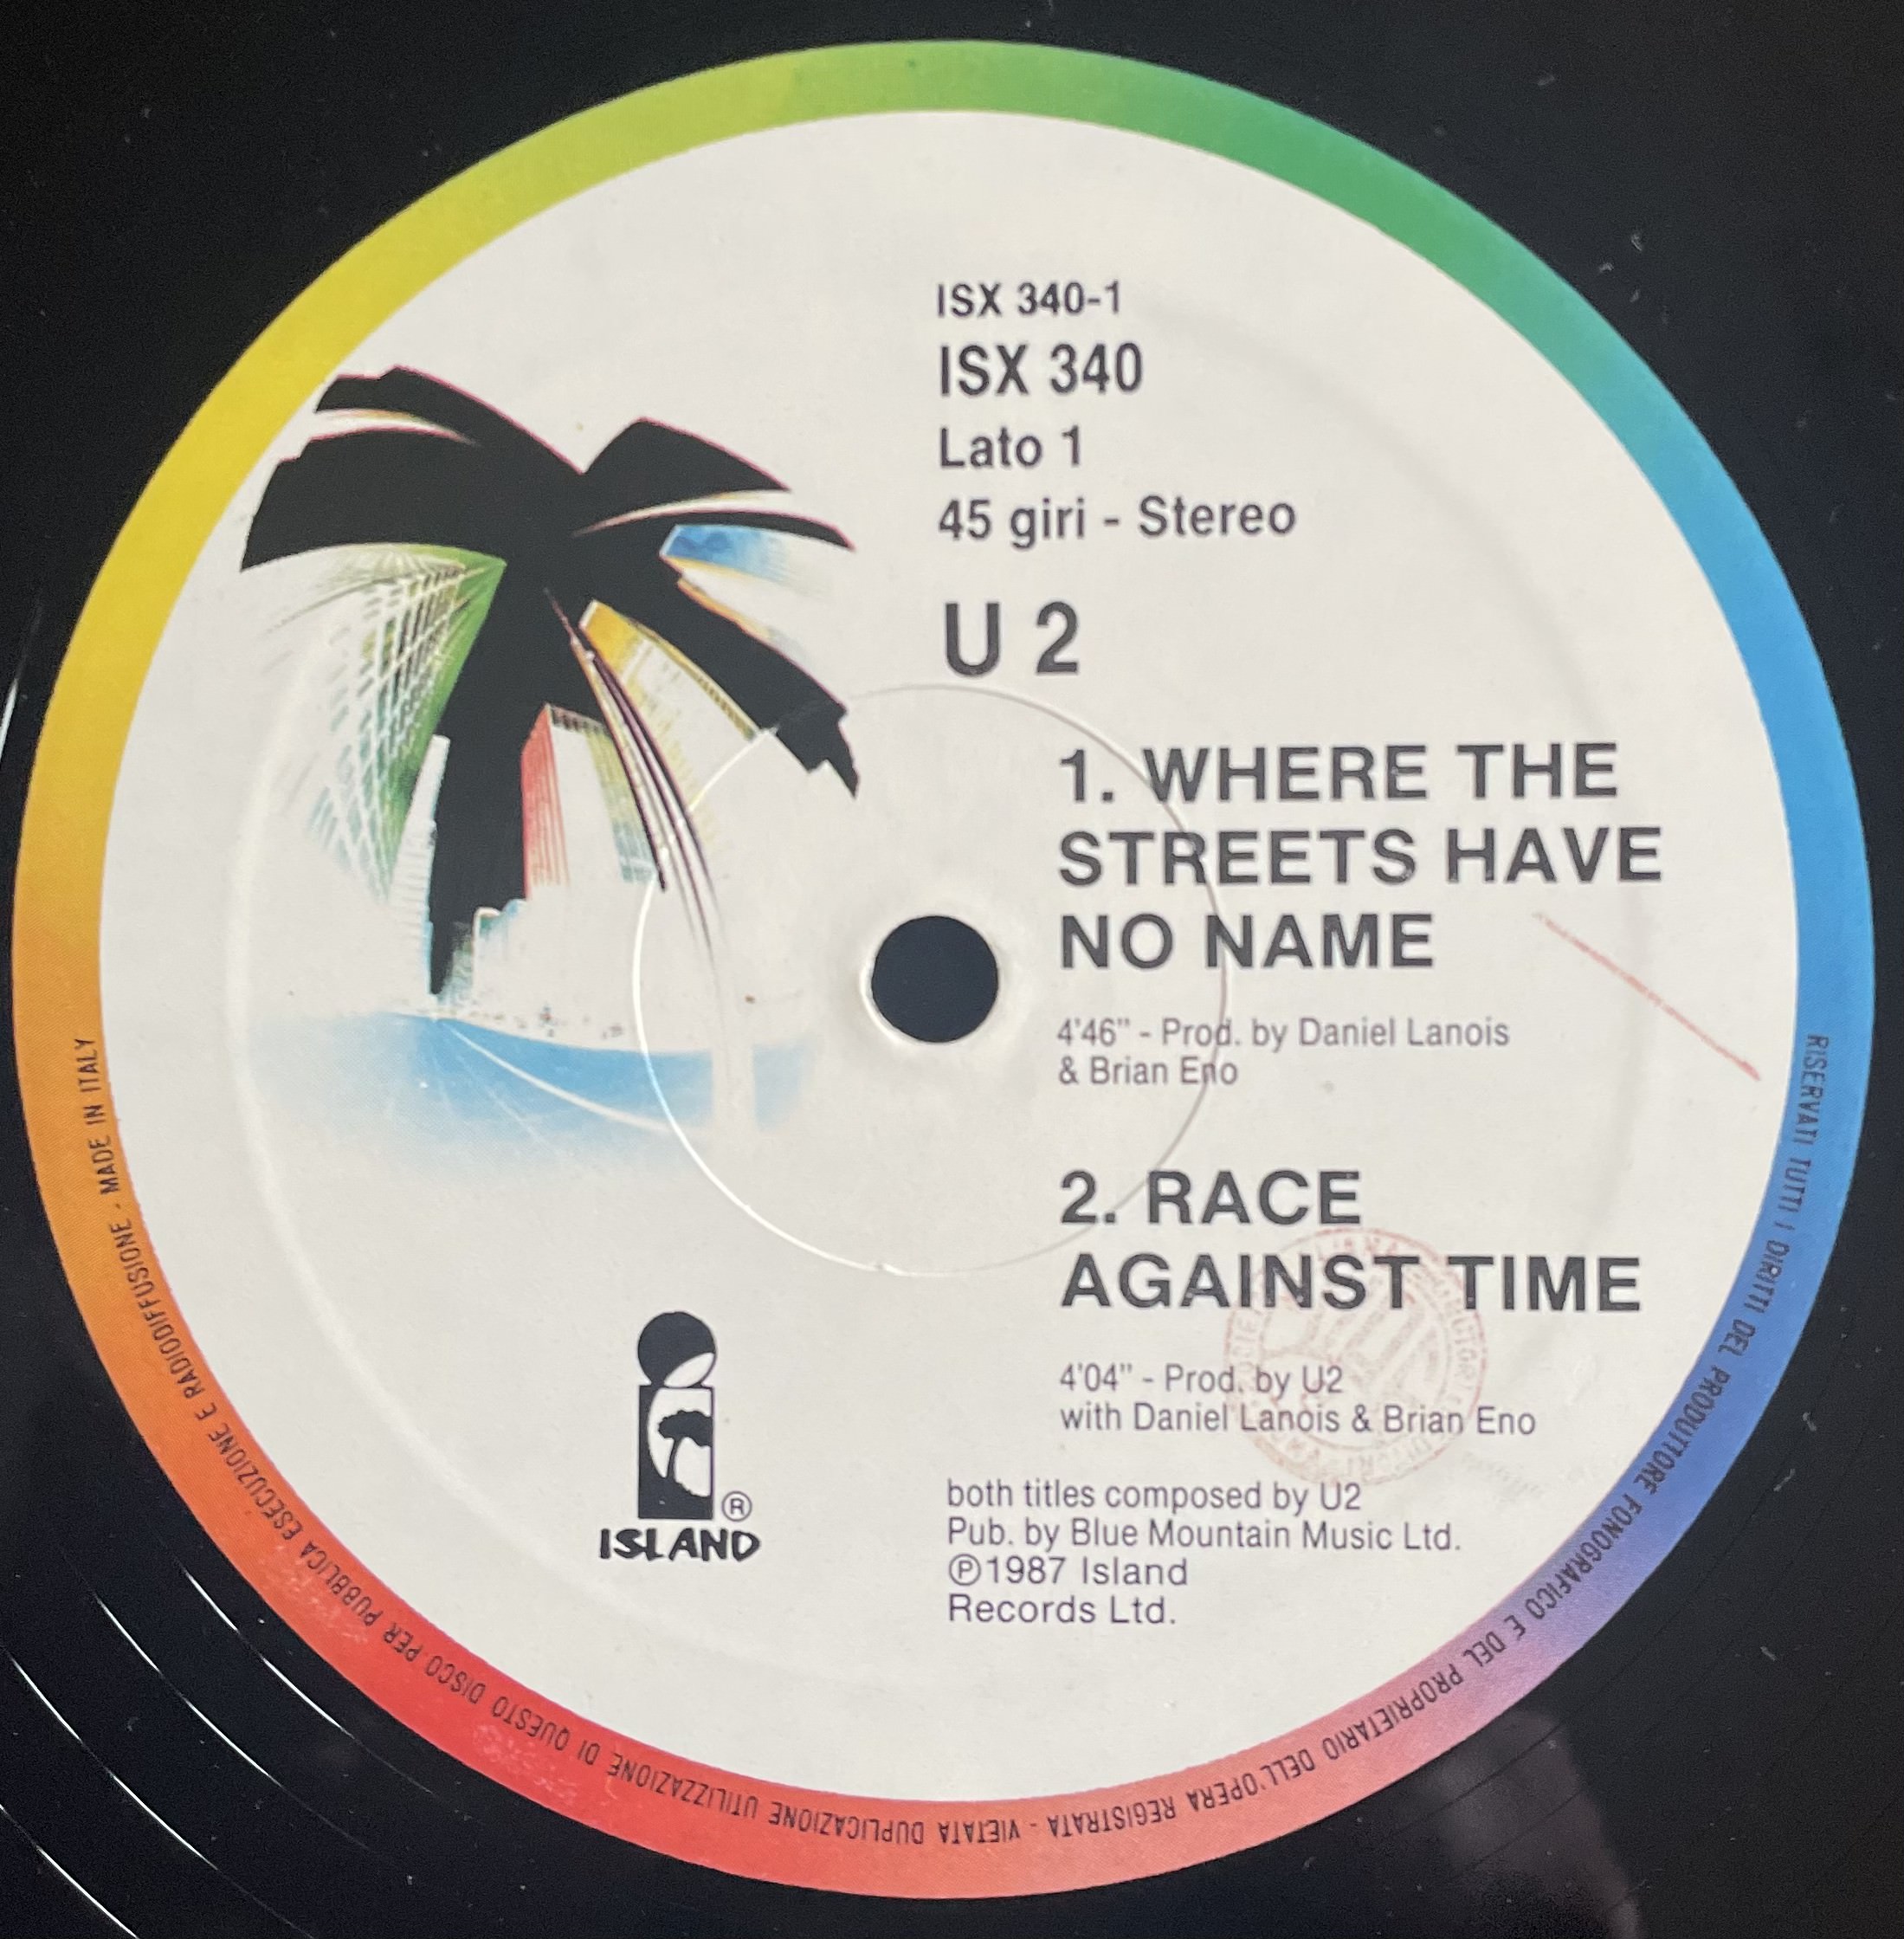 ISX 340-1
ISX 340
Lato 1
45 giri - Stereo
U 2
1. WHERE THE
STREETS HAVE
NO NAME
4'46" - Prod. by Daniel Lanois
& Brian Eno
2. RACE
AGAINST TIME
4'04" - Prod. by U2
with Daniel Lanois & Brian Eno
both titles composed by U2
Pub. by Blue Mountain Music Ltd.
℗1987 Island
Records Ltd.
®
ISLAND
RISERVATI TUTTI I DIRITTI DEL PRODUTTORE FONOGRAFICO E DEL PROPRIETARIO DELL'OPERA REGISTRATA - VIETATA DUPLICAZIONE UTILIZZAZIONE DI QUESTO DISCO PER PUBBLICA ESECUZIONE E RADIODIFFUSIONE - MADE IN ITALY